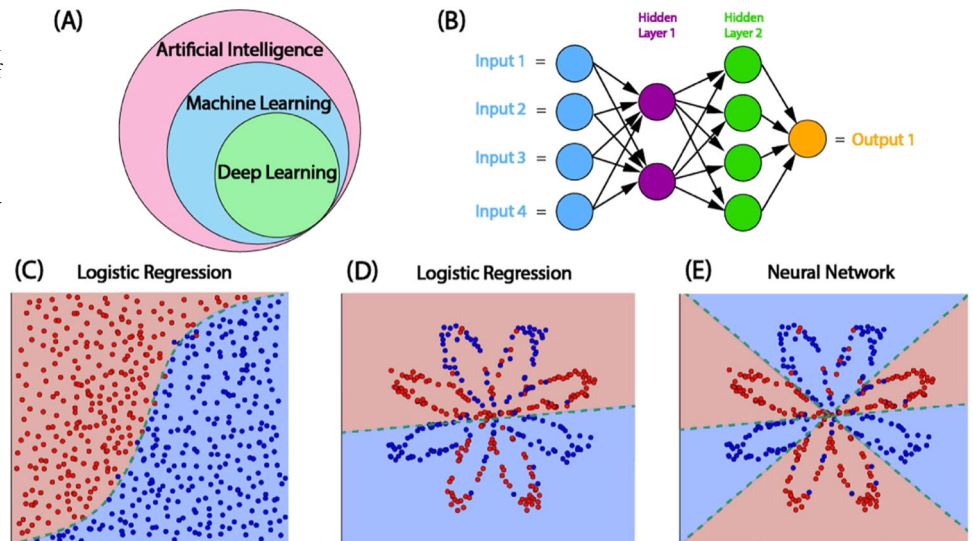 (A)
Artificial Intelligence
Machine Learning
Deep Learning
(B)
Hidden
Layer 1
Hidden
Layer 2
Input 1 =
Input 2 =
Input 3 =
Input 4 =
= Output 1
(C) Logistic Regression
(D) Logistic Regression
(E) Neural Network